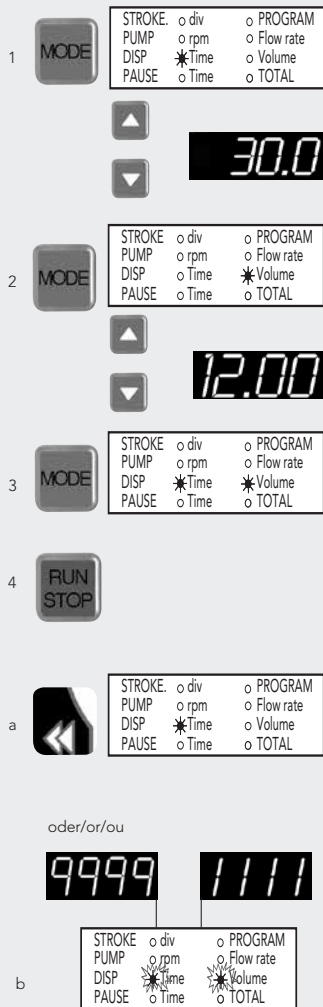 STROKE. o div o PROGRAM
1 MODE PUMP o rpm o Flow rate
DISP Time o Volume
PAUSE o Time o TOTAL
30.0
STROKE o div o PROGRAM
PUMP o rpm o Flow rate
2 MODE DISP o Time Volume
PAUSE o Time o TOTAL
12.00
STROKE o div o PROGRAM
PUMP o rpm o Flow rate
3 MODE DISP Time Volume
PAUSE o Time o TOTAL
4 RUN
STOP
STROKE. o div o PROGRAM
PUMP o rpm o Flow rate
a DISP Time o Volume
PAUSE o Time o TOTAL
oder/or/ou
9999 1111
STROKE o div o PROGRAM
PUMP o rpm o Flow rate
b DISP Time Volume
PAUSE o Time o TOTAL